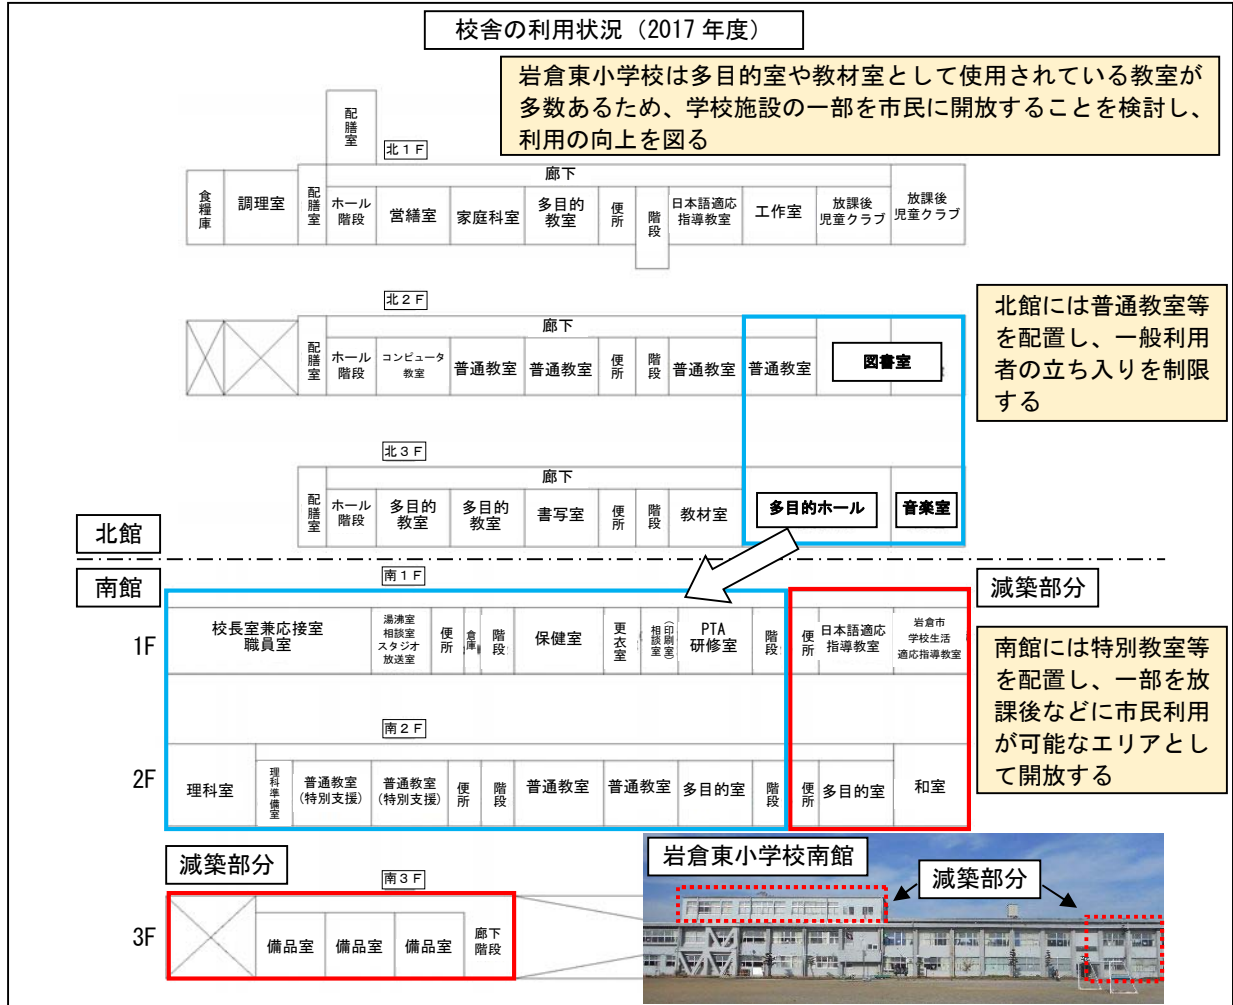 校舎の利用状況（2017 年度）
岩倉東小学校は多目的室や教材室として使用されている教室が
多数あるため、学校施設の一部を市民に開放することを検討し、
利用の向上を図る
配膳室
北１Ｆ
廊下
食糧庫
調理室
配膳室
ホール
階段
営繕室
家庭科室
多目的
教室
便所
階段
日本語適応
指導教室
工作室
放課後
児童クラブ
放課後
児童クラブ
北２Ｆ
廊下
配膳室
ホール
階段
コンピュータ
教室
普通教室
普通教室
便所
階段
普通教室
普通教室
図書室
北館には普通教室等
を配置し、一般利用
者の立ち入りを制限
する
北３Ｆ
廊下
配膳室
ホール
階段
多目的
教室
多目的
教室
書写室
便所
階段
教材室
多目的ホール
音楽室
北館
南館
南１Ｆ
減築部分
1F
校長室兼応接室
職員室
湯沸室
相談室
スタジオ
放送室
便所
倉庫
階段
保健室
更衣室
相談室
(印刷室)
PTA
研修室
階段
便所
日本語適応
指導教室
岩倉市
学校生活
適応指導教室
南館には特別教室等
を配置し、一部を放
課後などに市民利用
が可能なエリアとし
て開放する
南２Ｆ
2F
理科室
理科準備室
普通教室
(特別支援)
普通教室
(特別支援)
便所
階段
普通教室
普通教室
多目的室
階段
便所
多目的室
和室
減築部分
南３Ｆ
3F
備品室
備品室
備品室
廊下
階段
岩倉東小学校南館
減築部分